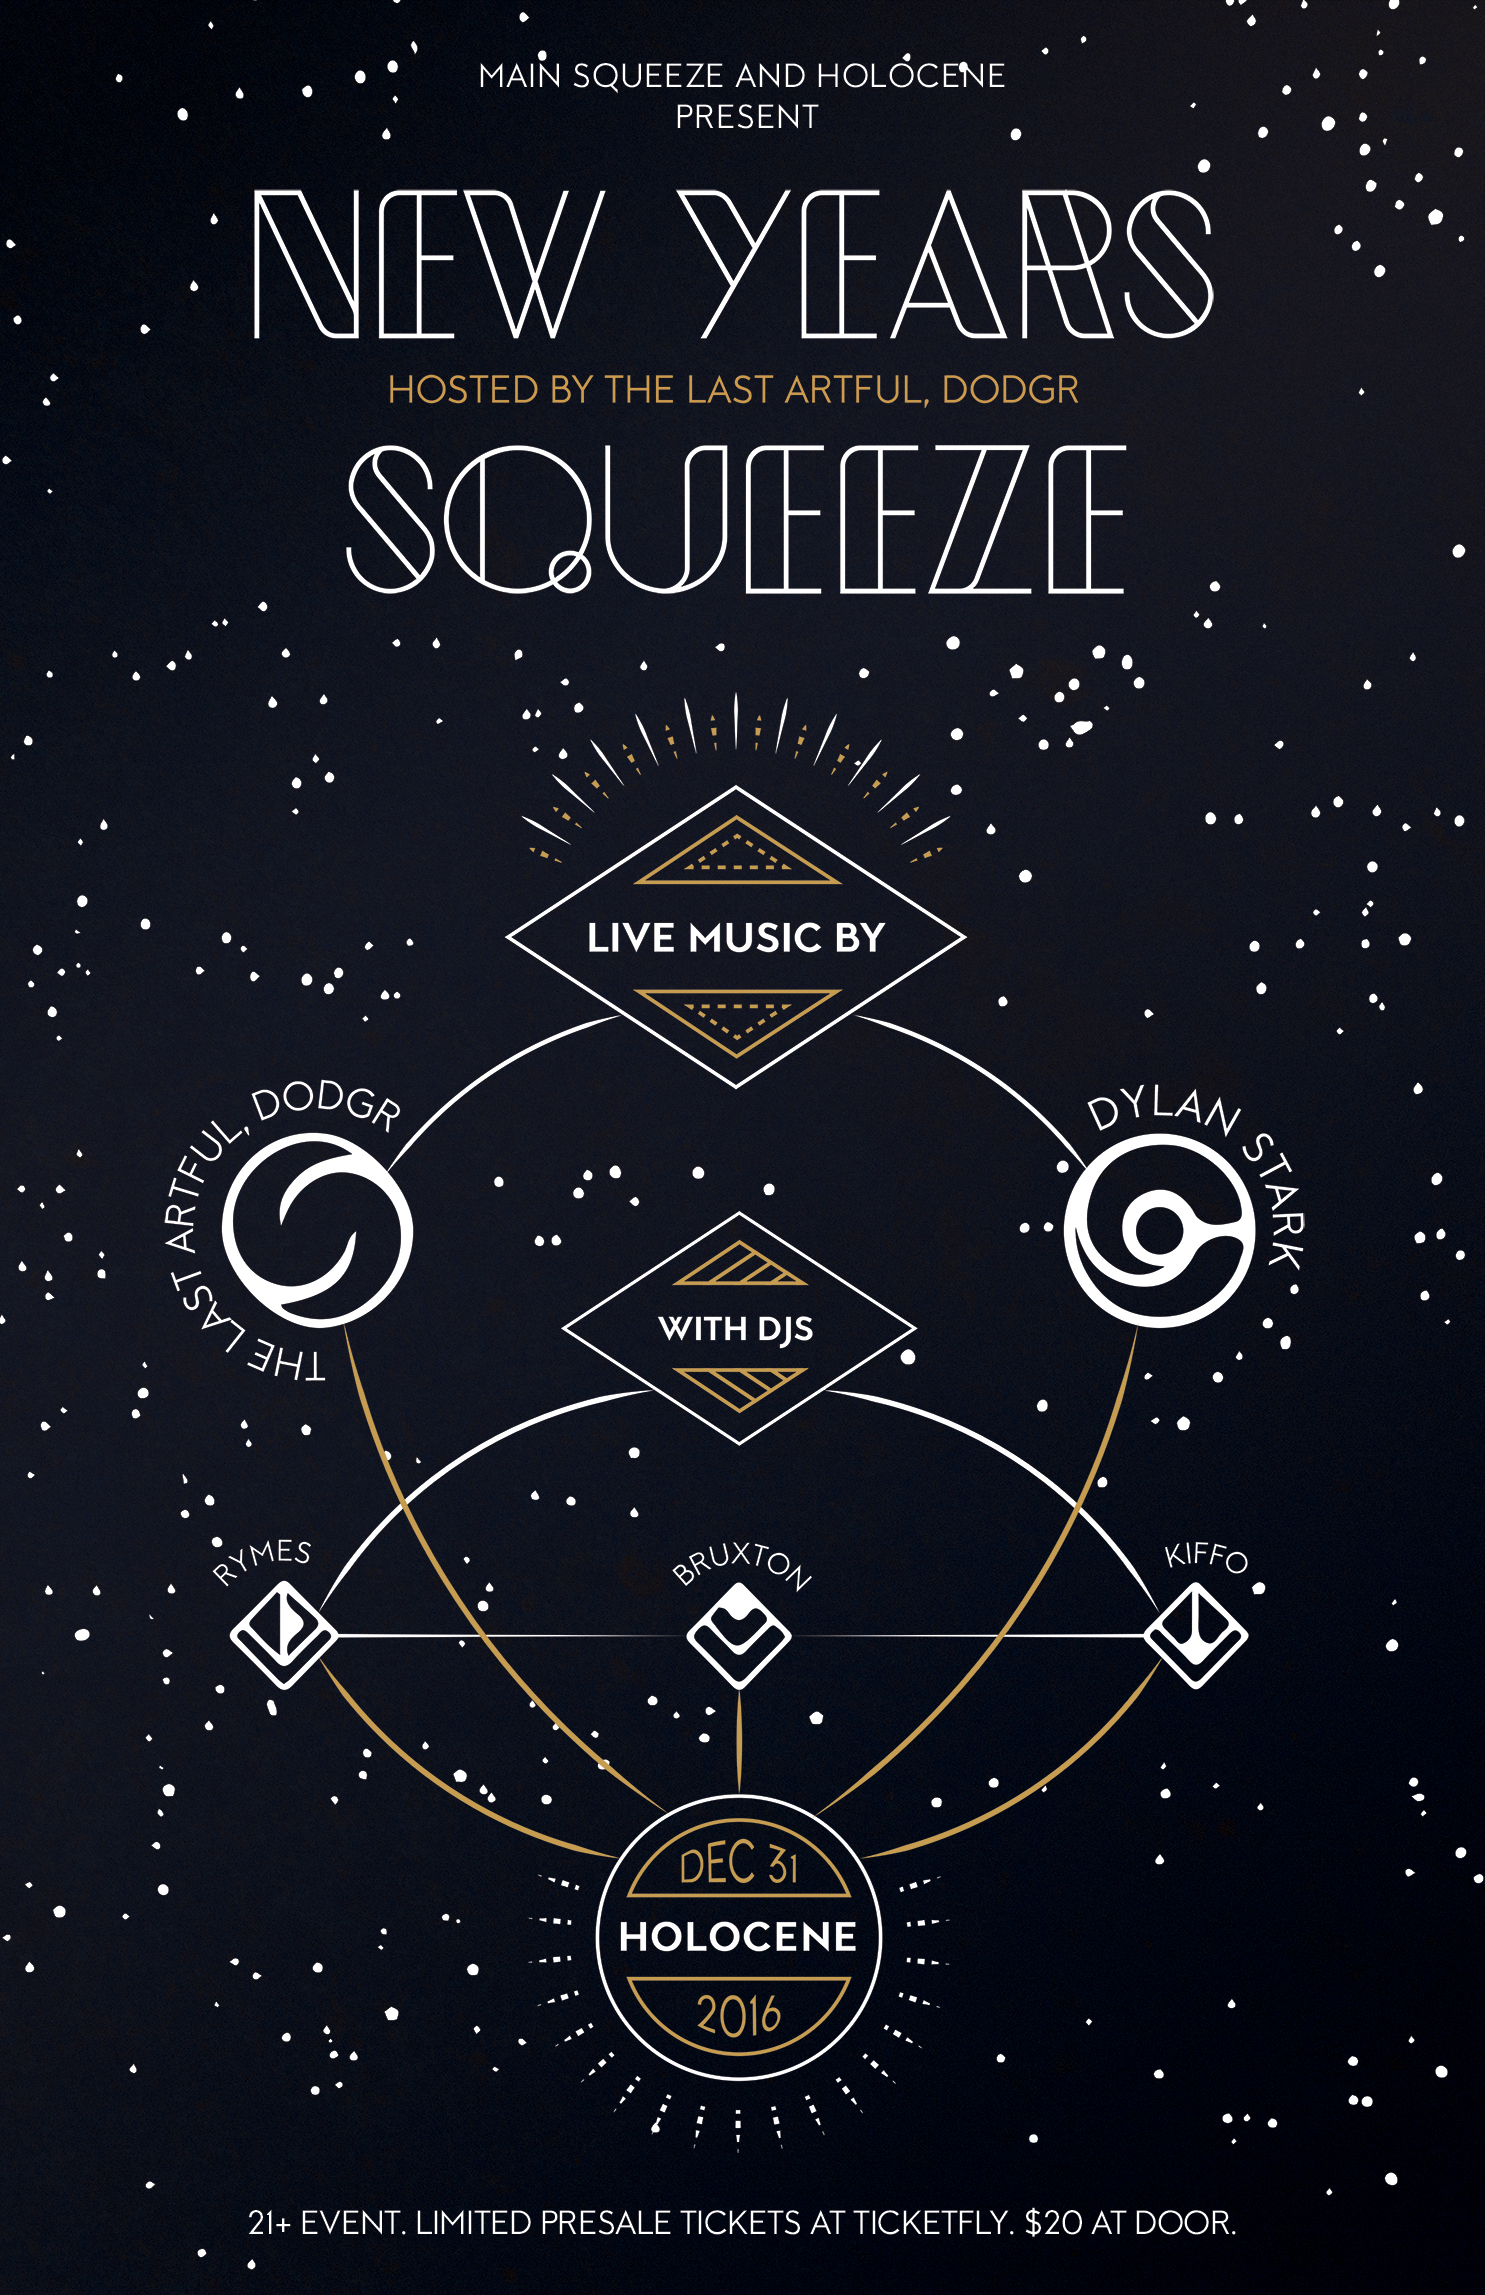 MAIN SQUEEZE AND HOLOCENE
PRESENT
NEW YEARS
HOSTED BY THE LAST ARTFUL, DODGR
SQUEEZE
LIVE MUSIC BY
THE LAST ARTFUL, DODGR
DYLAN STARK
WITH DJS
RYMES
BRUXTON
KIFFO
DEC 31
HOLOCENE
2016
21+ EVENT. LIMITED PRESALE TICKETS AT TICKETFLY. $20 AT DOOR.